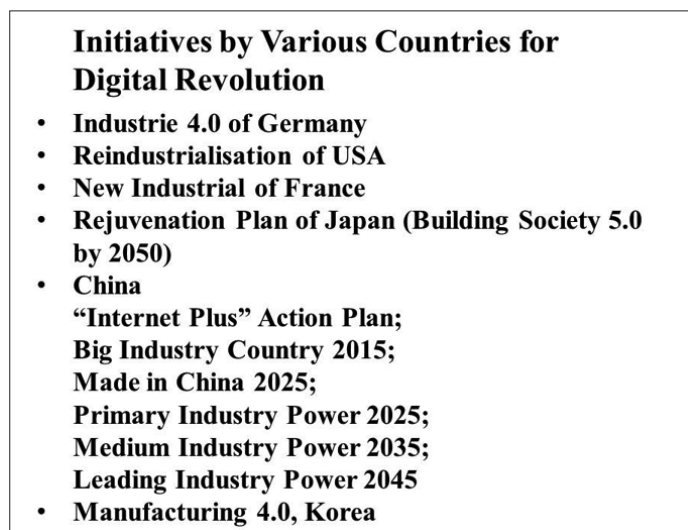 Initiatives by Various Countries for
Digital Revolution
• Industrie 4.0 of Germany
• Reindustrialisation of USA
• New Industrial of France
• Rejuvenation Plan of Japan (Building Society 5.0
by 2050)
• China
“Internet Plus” Action Plan;
Big Industry Country 2015;
Made in China 2025;
Primary Industry Power 2025;
Medium Industry Power 2035;
Leading Industry Power 2045
• Manufacturing 4.0, Korea